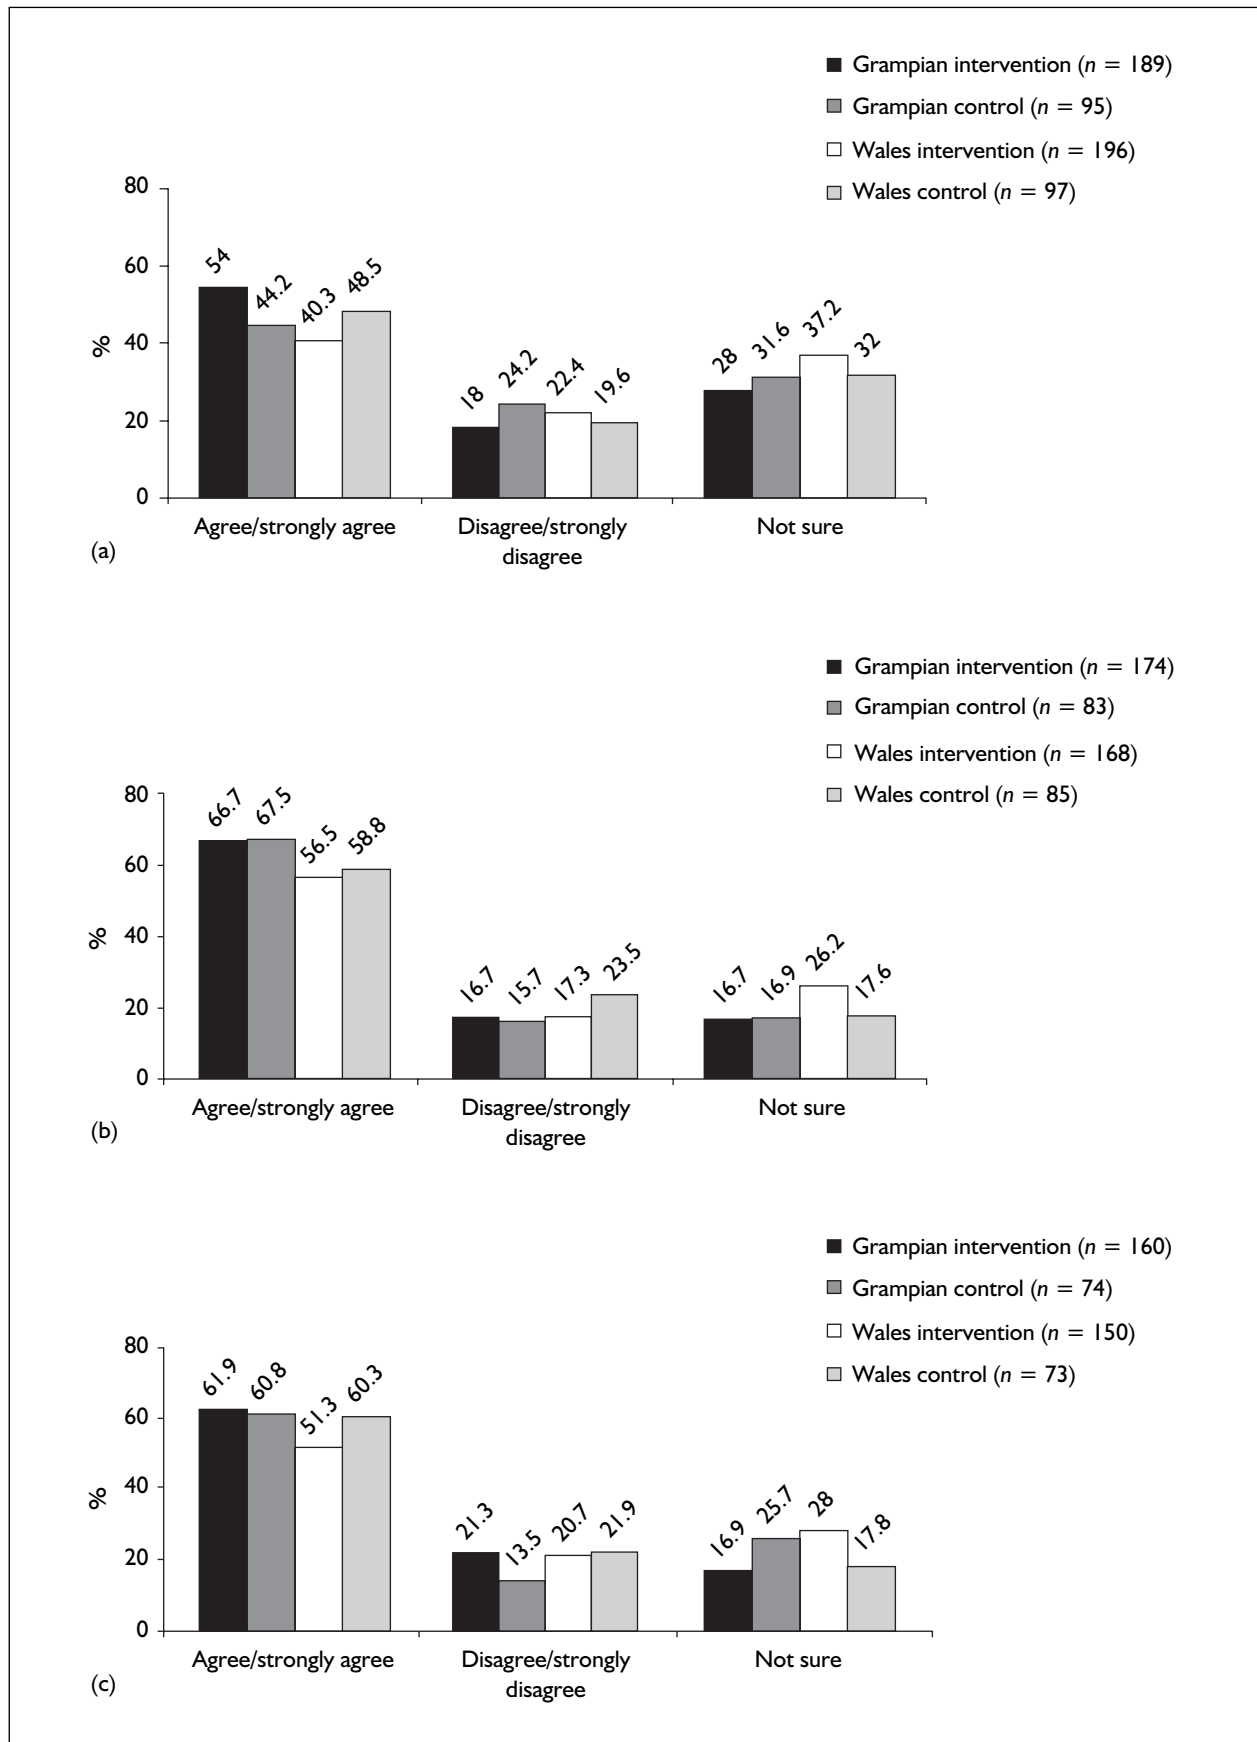 Grampian intervention (n = 189)
Grampian control (n = 95)
Wales intervention (n = 196)
Wales control (n = 97)
80
60
40
20
0
%
54
44.2
40.3
48.5
18
24.2
22.4
19.6
28
31.6
37.2
32
Agree/strongly agree
Disagree/strongly
disagree
Not sure
(a)
Grampian intervention (n = 174)
Grampian control (n = 83)
Wales intervention (n = 168)
Wales control (n = 85)
80
60
40
20
0
%
66.7
67.5
56.5
58.8
16.7
15.7
17.3
23.5
16.7
16.9
26.2
17.6
Agree/strongly agree
Disagree/strongly
disagree
Not sure
(b)
Grampian intervention (n = 160)
Grampian control (n = 74)
Wales intervention (n = 150)
Wales control (n = 73)
80
60
40
20
0
%
61.9
60.8
51.3
60.3
21.3
13.5
20.7
21.9
16.9
25.7
28
17.8
Agree/strongly agree
Disagree/strongly
disagree
Not sure
(c)